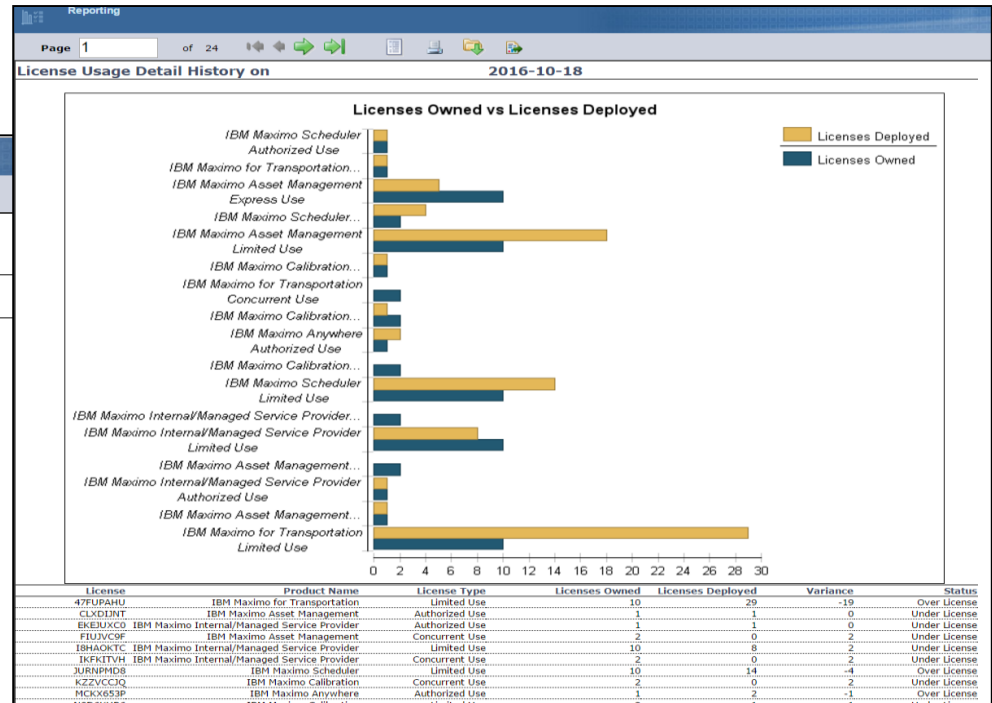 Reporting
Page 1 of 24
License Usage Detail History on 2016-10-18
Licenses Owned vs Licenses Deployed
Licenses Deployed
Licenses Owned
IBM Maximo Scheduler
Authorized Use
IBM Maximo for Transportation...
IBM Maximo Asset Management
Express Use
IBM Maximo Scheduler...
IBM Maximo Asset Management
Limited Use
IBM Maximo Calibration...
IBM Maximo for Transportation
Concurrent Use
IBM Maximo Calibration...
IBM Maximo Anywhere
Authorized Use
IBM Maximo Calibration...
IBM Maximo Scheduler
Limited Use
IBM Maximo Internal/Managed Service Provider...
IBM Maximo Internal/Managed Service Provider
Limited Use
IBM Maximo Asset Management...
IBM Maximo Internal/Managed Service Provider
Authorized Use
IBM Maximo Asset Management...
IBM Maximo for Transportation
Limited Use
0 2 4 6 8 10 12 14 16 18 20 22 24 26 28 30
License Product Name License Type Licenses Owned Licenses Deployed Variance Status
47FUPAHU IBM Maximo for Transportation Limited Use 10 29 -19 Over License
CLXDIJNT IBM Maximo Asset Management Authorized Use 1 1 0 Under License
EKEJUXC0 IBM Maximo Internal/Managed Service Provider Authorized Use 1 1 0 Under License
FIUJVC9F IBM Maximo Asset Management Concurrent Use 2 0 2 Under License
I8HAOKTC IBM Maximo Internal/Managed Service Provider Limited Use 10 8 2 Under License
IKFKITVH IBM Maximo Internal/Managed Service Provider Concurrent Use 2 0 2 Under License
JURNPMD8 IBM Maximo Scheduler Limited Use 10 14 -4 Over License
KZZVCCJQ IBM Maximo Calibration Concurrent Use 2 0 2 Under License
MCKX653P IBM Maximo Anywhere Authorized Use 1 2 -1 Over License